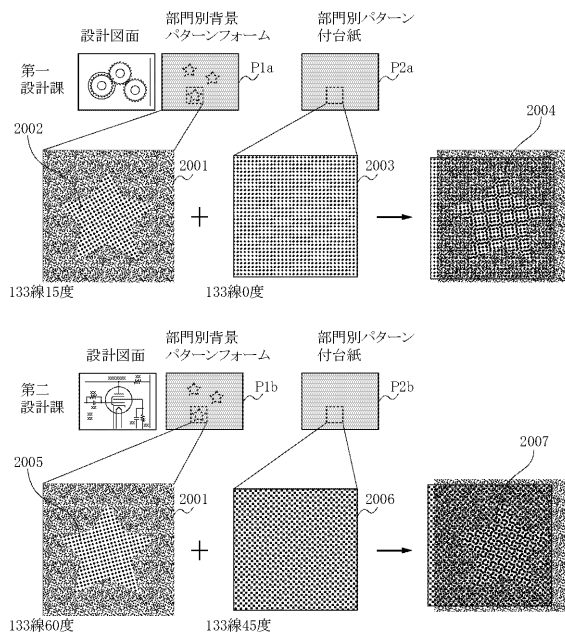 部門別背景
部門別パターン
設計図面
パターンフォーム
付台紙
第一
設計課
P1a
P2a
2002
2001
2003
2004
+
133線15度
133線0度
部門別背景
部門別パターン
設計図面
パターンフォーム
付台紙
第二
設計課
P1b
P2b
2005
2001
2006
2007
+
133線60度
133線45度